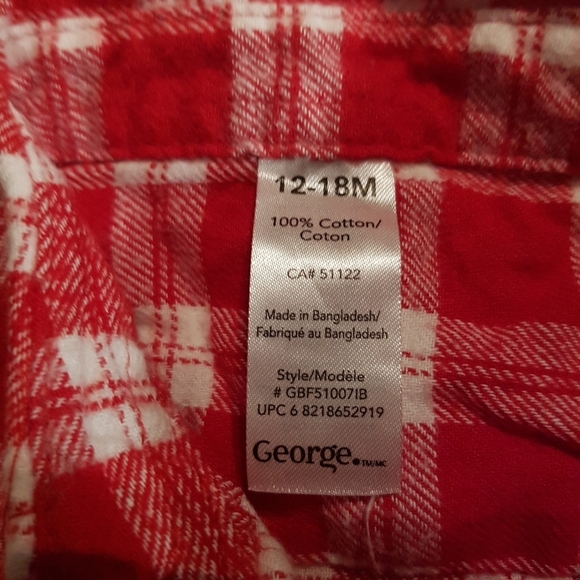 12-18M
100% Cotton/
Coton
CA# 51122
Made in Bangladesh/
Fabriqué au Bangladesh
Style/Modèle
# GBF51007IB
UPC 6 8218652919
George. TM/MC